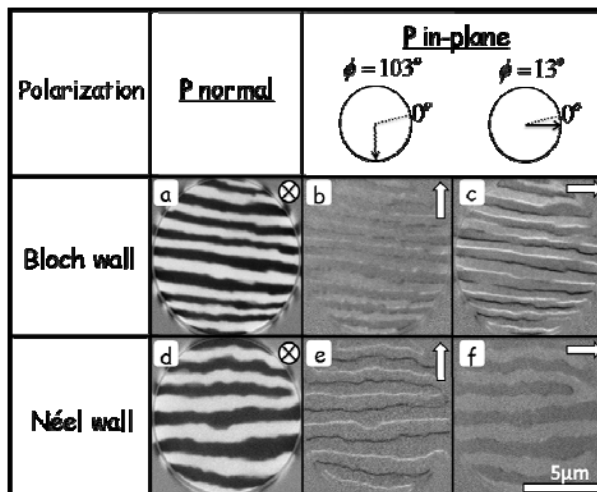 Polarization
P normal
P in-plane
ϕ = 103°
0°
ϕ = 13°
0°
Bloch wall
a
b
c
Néel wall
d
e
f
5μm